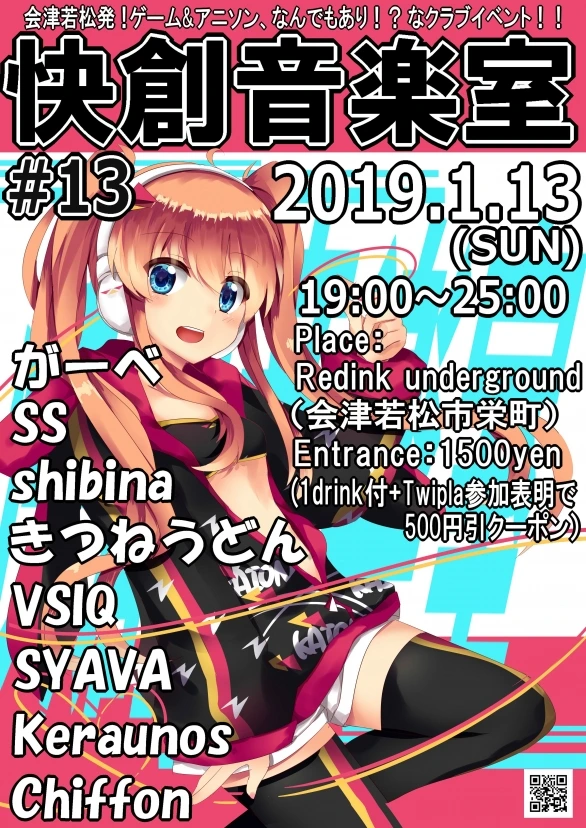 会津若松発！ゲーム&アニソン、なんでもあり！？なクラブイベント！！
快創音楽室
#13
2019.1.13
(SUN)
19:00～25:00
Place:
Redink underground
(会津若松市栄町)
Entrance:1500yen
(1drink付+Twipla参加表明で
500円引クーポン)
がーべ
SS
shibina
きつねうどん
VSIQ
SYAVA
Keraunos
Chiffon
KATON
KATON